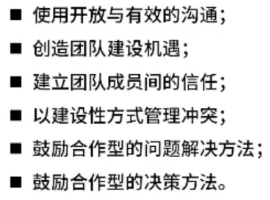 ■ 使用开放与有效的沟通；
■ 创造团队建设机遇；
■ 建立团队成员间的信任；
■ 以建设性方式管理冲突；
■ 鼓励合作型的问题解决方法；
■ 鼓励合作型的决策方法。